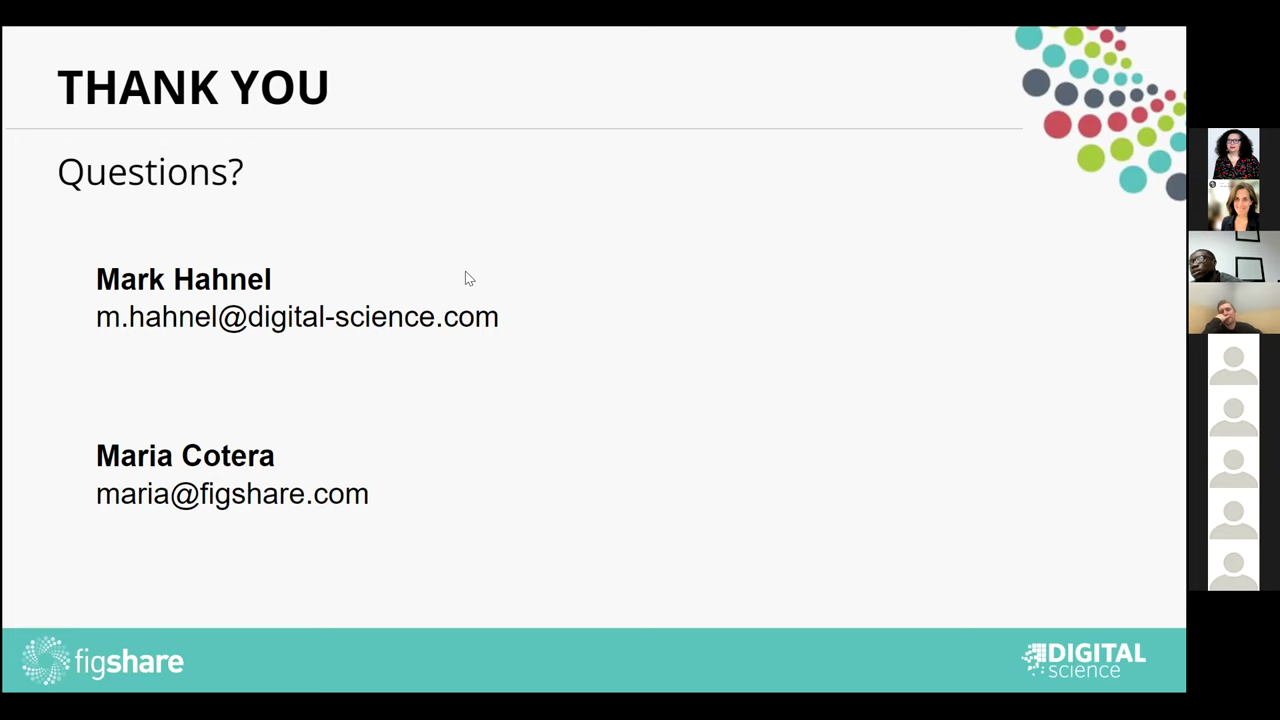 THANK YOU
Questions?
Mark Hahnel
m.hahnel@digital-science.com
Maria Cotera
maria@figshare.com
figshare
DIGITAL
science